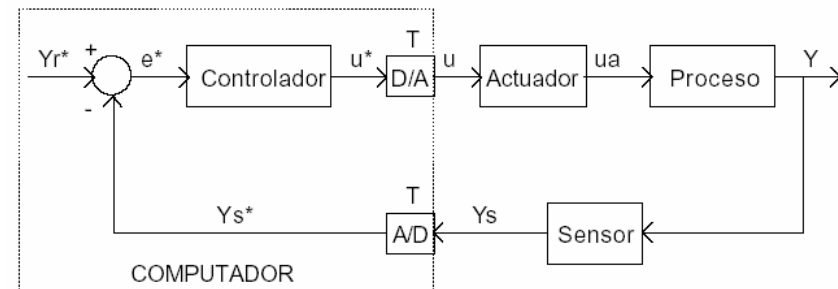 T
Yr*
+
e*
Controlador
u*
D/A
u
Actuador
ua
Proceso
Y
-
T
Ys*
A/D
Ys
Sensor
COMPUTADOR